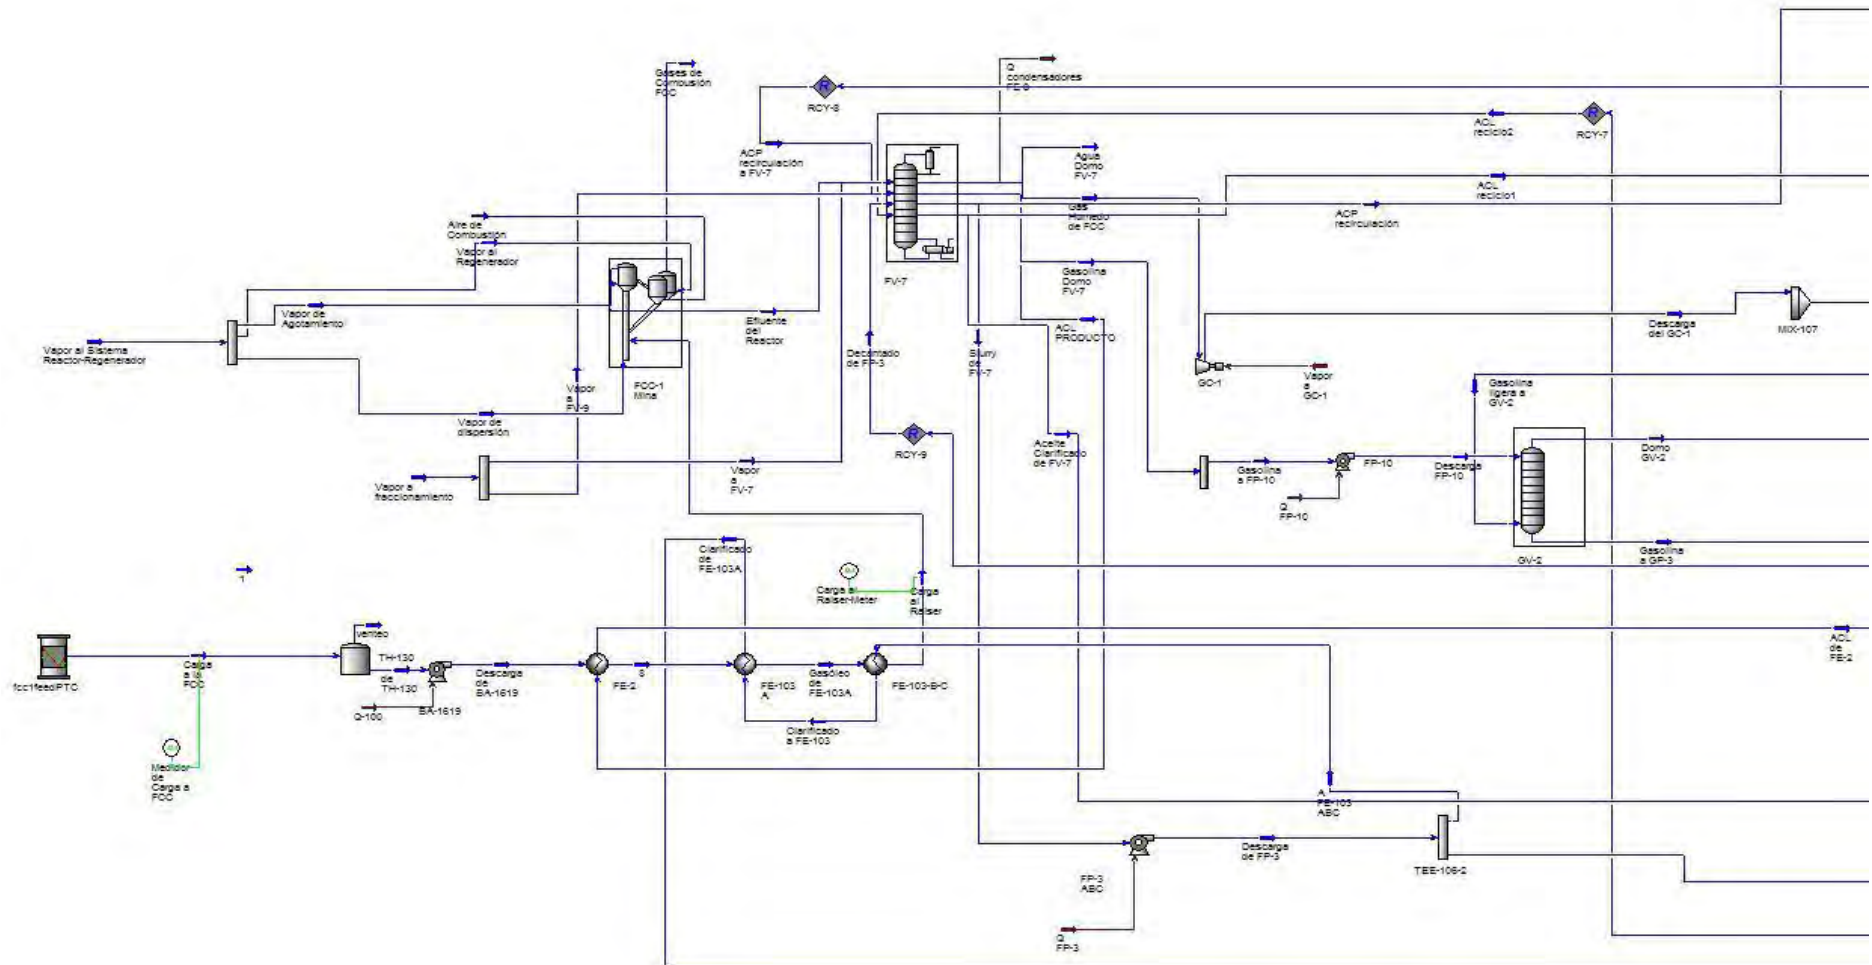 Gases de
Combusión
FCC
Q
condensadores
FE-9
RCY-8
ACL
reciclo2
RCY-7
ACP
recirculación
a FV-7
Agua
Domo
FV-7
ACL
reciclo1
Gas
Humedo
de FCC
ACP
recirculación
Aire de
Combustión
Vapor al
Regenerador
FV-7
Gasolina
Domo
FV-7
Vapor de
Agotamiento
Efluente
del
Reactor
ACL
PRODUCTO
Descarga
del GC-1
MIX-107
Vapor al Sistema
Reactor-Regenerador
Decantado
de FP-3
Slurry
de
FV-7
GC-1
Vapor
a
GC-1
FCC-1
Mina
Vapor
a
FV-9
Gasolina
ligera a
GV-2
Vapor de
dispersión
RCY-9
Aceite
Clarificado
de FV-7
Domo
GV-2
Vapor
a
FV-7
Vapor a
fraccionamiento
Gasolina
a FP-10
FP-10
Descarga
FP-10
Q
FP-10
Clarificado
de
FE-103A
Gasolina
a GP-3
GV-2
1
Carga al
Raiser-Meter
Carga
al
Raiser
venteo
Carga
a la
FCC
TH-130
de
TH-130
fcc1feedPTC
Descarga
de
BA-1619
FE-2
8
FE-103
A
Gasóleo
de
FE-103A
FE-103-B-C
ACL
de
FE-2
Q-100
BA-1619
Clarificado
a FE-103
Medidor
de
Carga a
FCC
A
FE-103
ABC
Descarga
de FP-3
TEE-106-2
FP-3
ABC
Q
FP-3